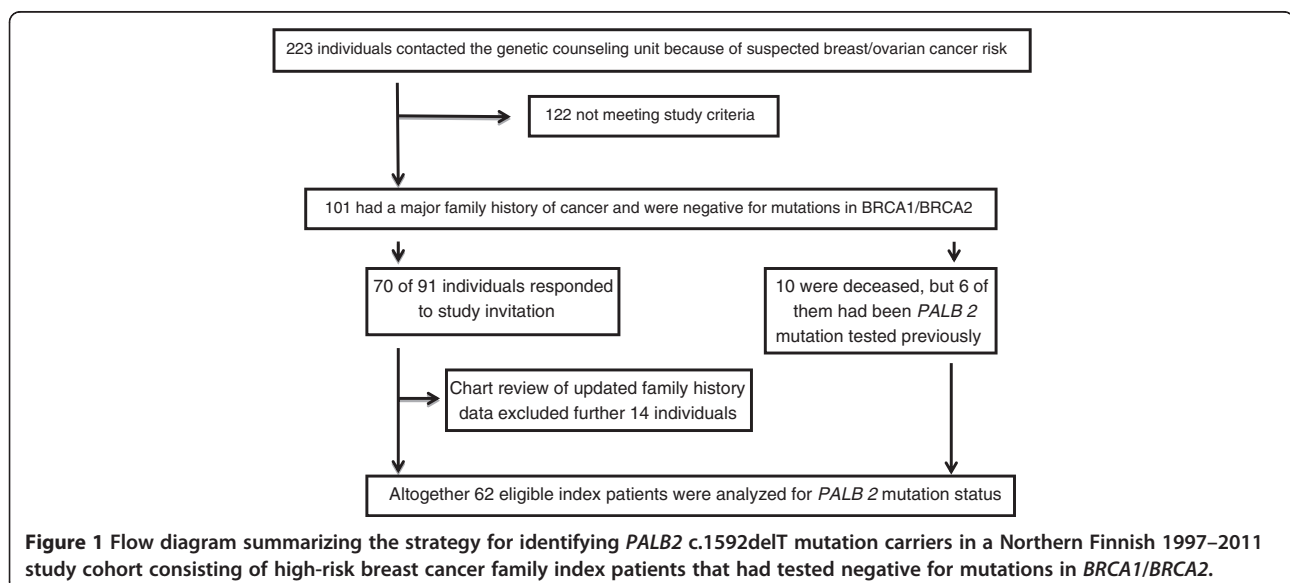 223 individuals contacted the genetic counseling unit because of suspected breast/ovarian cancer risk
122 not meeting study criteria
101 had a major family history of cancer and were negative for mutations in BRCA1/BRCA2
70 of 91 individuals responded
to study invitation
10 were deceased, but 6 of
them had been PALB 2
mutation tested previously
Chart review of updated family history
data excluded further 14 individuals
Altogether 62 eligible index patients were analyzed for PALB 2 mutation status
Figure 1 Flow diagram summarizing the strategy for identifying PALB2 c.1592delT mutation carriers in a Northern Finnish 1997–2011
study cohort consisting of high-risk breast cancer family index patients that had tested negative for mutations in BRCA1/BRCA2.